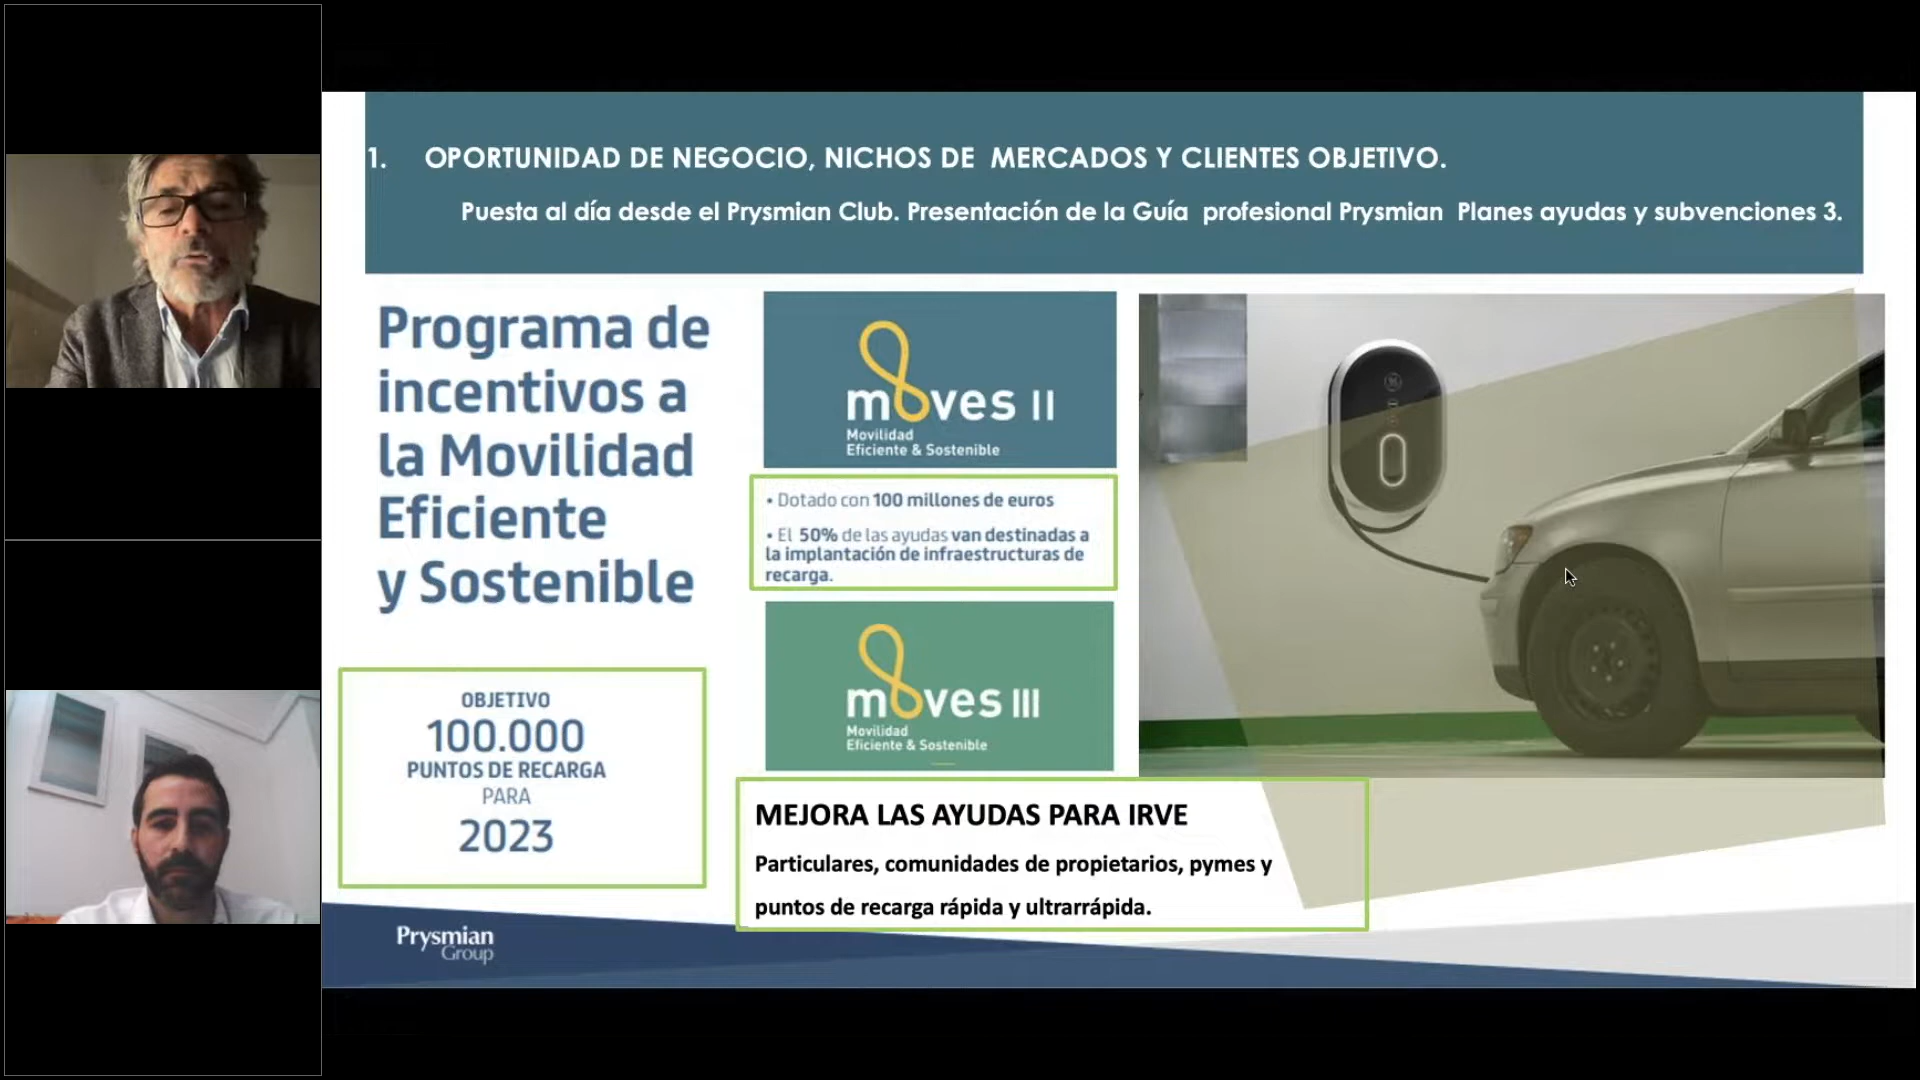 1. OPORTUNIDAD DE NEGOCIO, NICHOS DE MERCADOS Y CLIENTES OBJETIVO.
Puesta al día desde el Prysmian Club. Presentación de la Guía profesional Prysmian Planes ayudas y subvenciones 3.
Programa de
incentivos a
la Movilidad
Eficiente
y Sostenible
OBJETIVO
100.000
PUNTOS DE RECARGA
PARA
2023
moves II
Movilidad
Eficiente & Sostenible
• Dotado con 100 millones de euros
• El 50% de las ayudas van destinadas a
la implantación de infraestructuras de
recarga.
moves III
Movilidad
Eficiente & Sostenible
MEJORA LAS AYUDAS PARA IRVE
Particulares, comunidades de propietarios, pymes y
puntos de recarga rápida y ultrarrápida.
Prysmian
Group